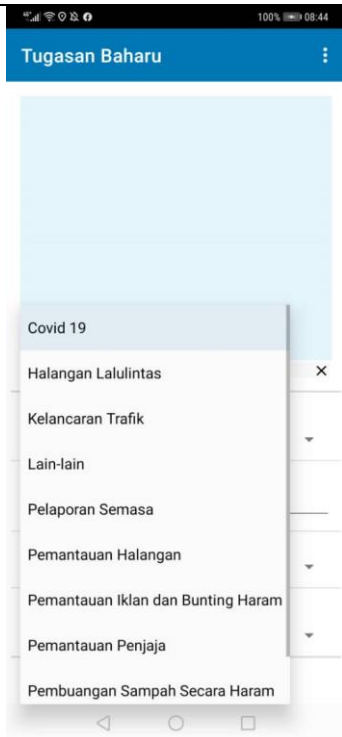 100% 08:44
Tugasan Baharu
Covid 19
Halangan Lalulintas
Kelancaran Trafik
Lain-lain
Pelaporan Semasa
Pemantauan Halangan
Pemantauan Iklan dan Bunting Haram
Pemantauan Penjaja
Pembuangan Sampah Secara Haram